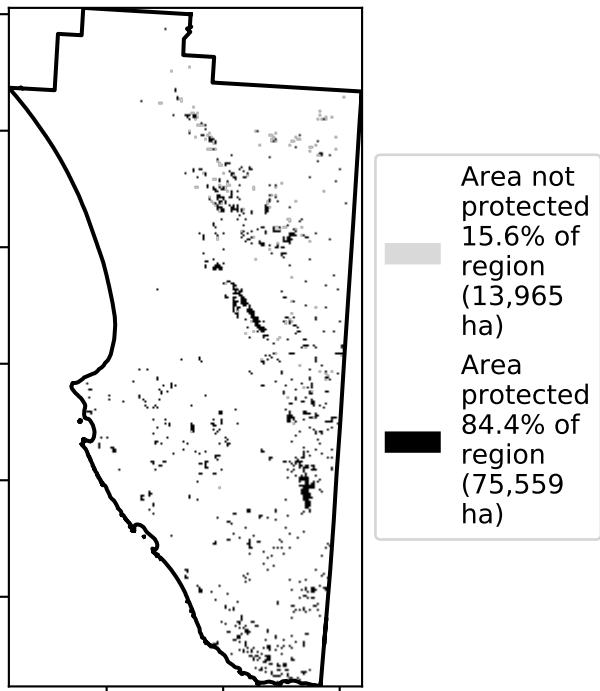 Area not
protected
15.6% of
region
(13,965
ha)
Area
protected
84.4% of
region
(75,559
ha)